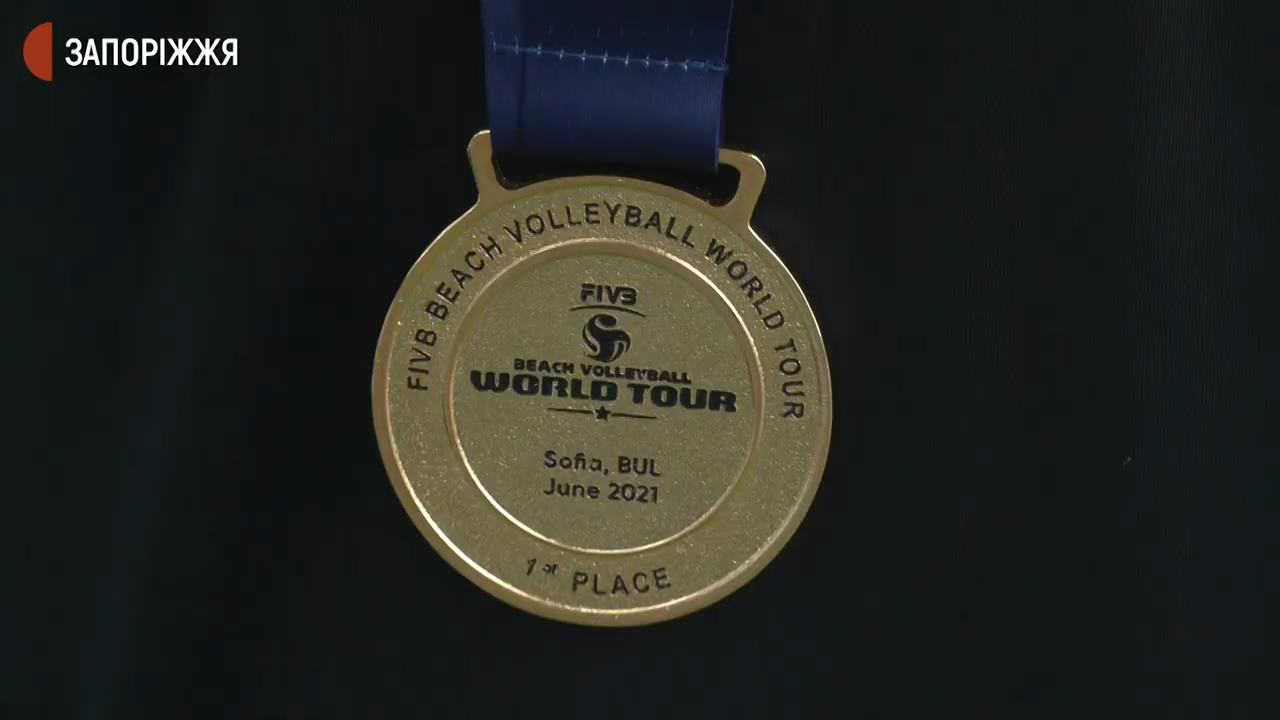 ЗАПОРІЖЖЯ
FIVB BEACH VOLLEYBALL WORLD TOUR
FIVB
BEACH VOLLEYBALL
WORLD TOUR
Sofia, BUL
June 2021
1st PLACE